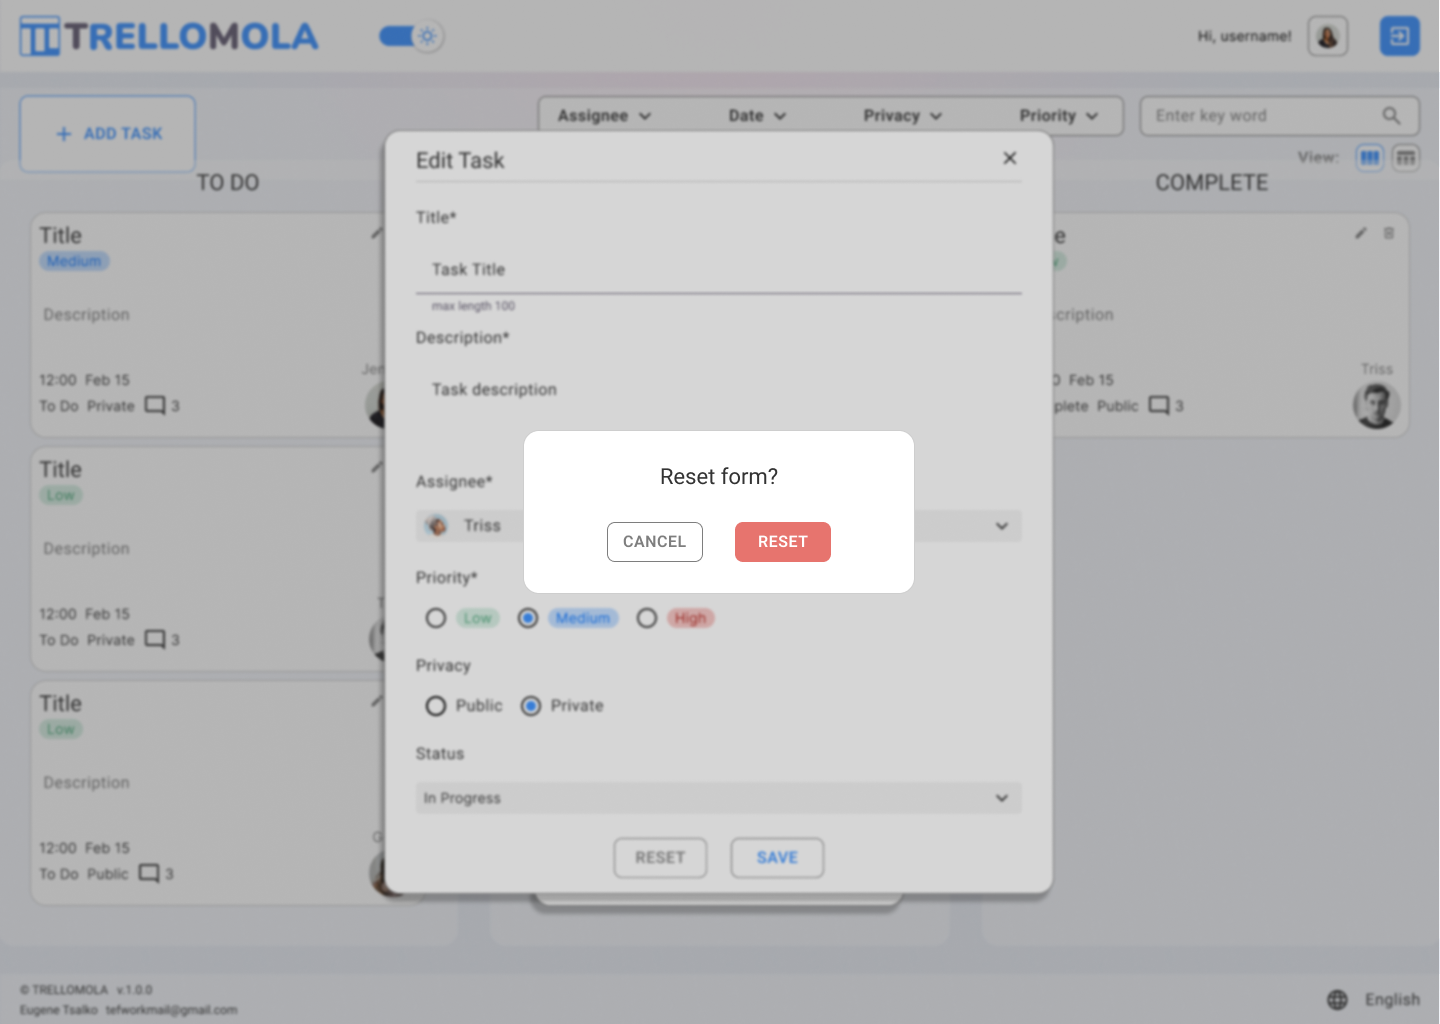 TRELLOMOLA
Hi, username!
ADD TASK
Assignee Date Privacy Priority
Enter key word
View:
TO DO
COMPLETE
Title
Medium
Description
12:00 Feb 15
To Do Private 3
Title
Low
Description
12:00 Feb 15
To Do Private 3
Title
Low
Description
12:00 Feb 15
To Do Public 3
Edit Task
Title*
Task Title
max length 100
Description*
Task description
Assignee*
Triss
Priority*
Low Medium High
Privacy
Public Private
Status
In Progress
RESET SAVE
Reset form?
CANCEL RESET
Triss
Feb 15
Public 3
© TRELLOMOLA v.1.0.0
Eugene Tsalko tefworkmail@gmail.com
English